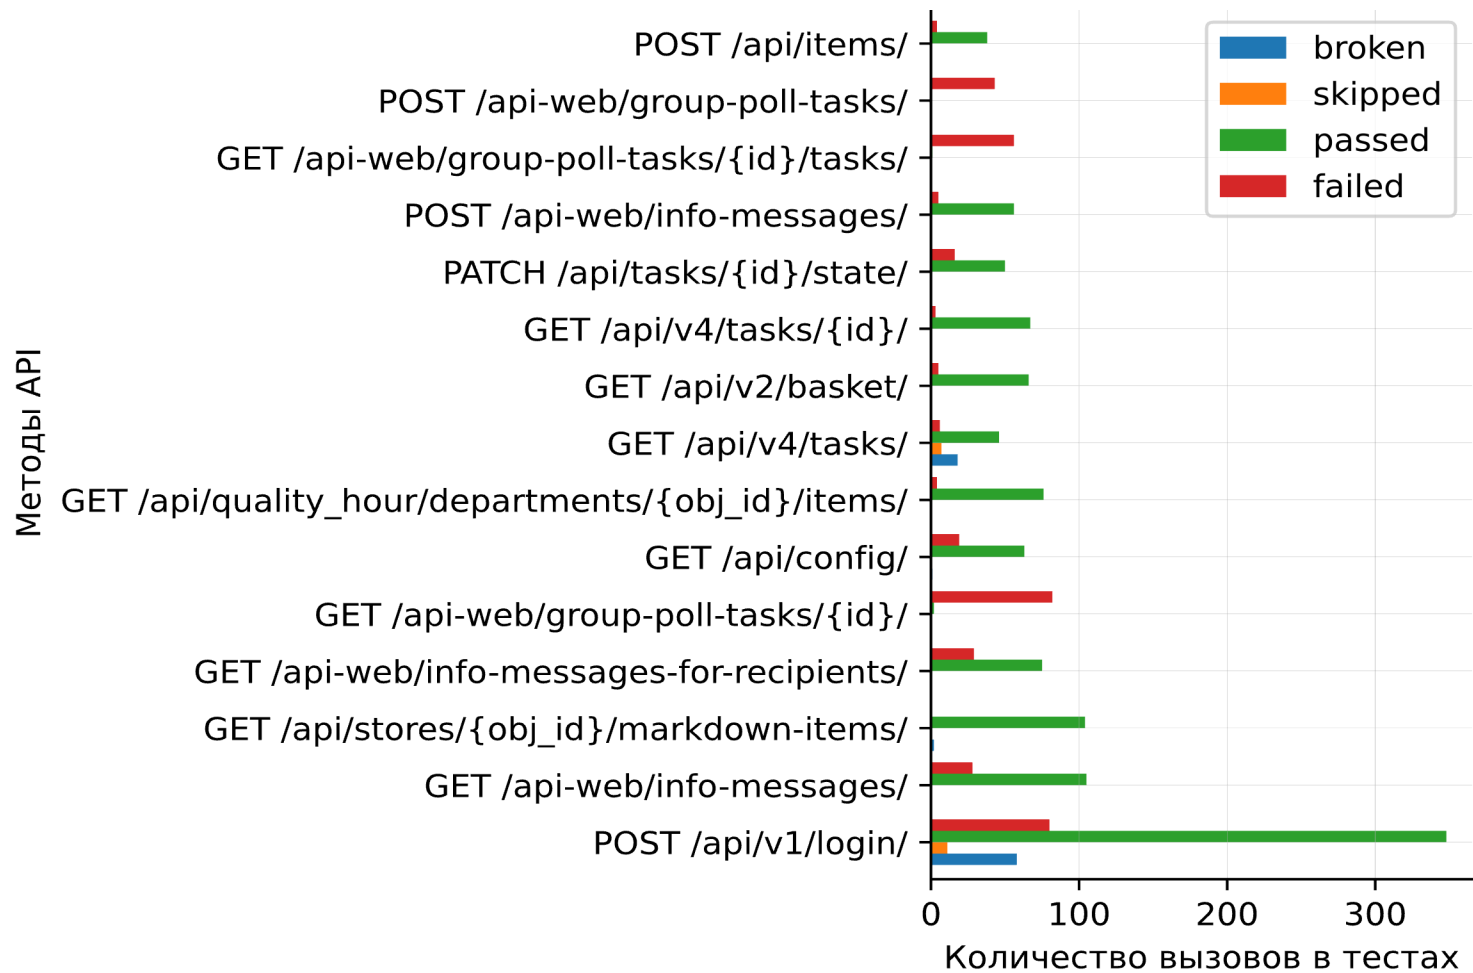 POST /api/items/
POST /api-web/group-poll-tasks/
GET /api-web/group-poll-tasks/{id}/tasks/
POST /api-web/info-messages/
PATCH /api/tasks/{id}/state/
GET /api/v4/tasks/{id}/
GET /api/v2/basket/
GET /api/v4/tasks/
GET /api/quality_hour/departments/{obj_id}/items/
GET /api/config/
GET /api-web/group-poll-tasks/{id}/
GET /api-web/info-messages-for-recipients/
GET /api/stores/{obj_id}/markdown-items/
GET /api-web/info-messages/
POST /api/v1/login/
Методы API
broken
skipped
passed
failed
0 100 200 300
Количество вызовов в тестах